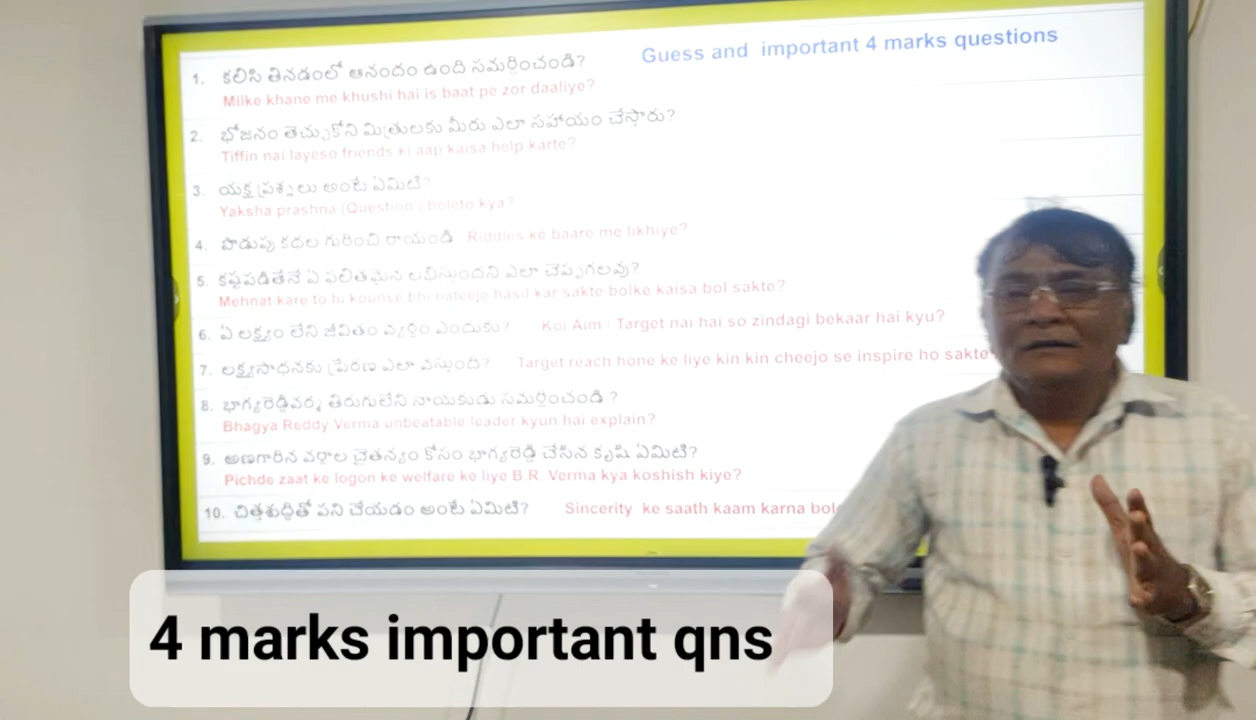 Guess and important 4 marks questions
1. కలిసి తినడంలో ఆనందం ఉంది సమర్థించండి?
Milke khane me khushi hai is baat pe zor daaliye?
2. భోజనం తెచ్చుకోని మిత్రులకు మీరు ఎలా సహాయం చేస్తారు?
Tiffin nai layeso friends ki aap kaisa help karte?
3. యక్ష ప్రశ్నలు అంటే ఏమిటి?
Yaksha prashna (Question ) boleto kya?
4. పొడుపు కథల గురించి రాయండి Riddles ke baare me likhiye?
5. కష్టపడితేనే ఏ ఫలితమైన లభిస్తుందని ఎలా చెప్పగలవు?
Mehnat kare to hi kounse bhi nateeje hasil kar sakte bolke kaisa bol sakte?
6. ఏ లక్ష్యం లేని జీవితం వ్యర్థం ఎందుకు? Koi Aim / Target nai hai so zindagi bekaar hai kyu?
7. లక్ష్యసాధనకు ప్రేరణ ఎలా వస్తుంది? Target reach hone ke liye kin kin cheejo se inspire ho sakte
8. భాగ్యరెడ్డివర్మ తిరుగులేని నాయకుడు సమర్థించండి ?
Bhagya Reddy Verma unbeatable leader kyun hai explain?
9. అణగారిన వర్గాల చైతన్యం కోసం భాగ్యరెడ్డి చేసిన కృషి ఏమిటి?
Pichde zaat ke logon ke welfare ke liye B.R. Verma kya koshish kiye?
10. చిత్తశుద్ధితో పని చేయడం అంటే ఏమిటి? Sincerity ke saath kaam karna
4 marks important qns